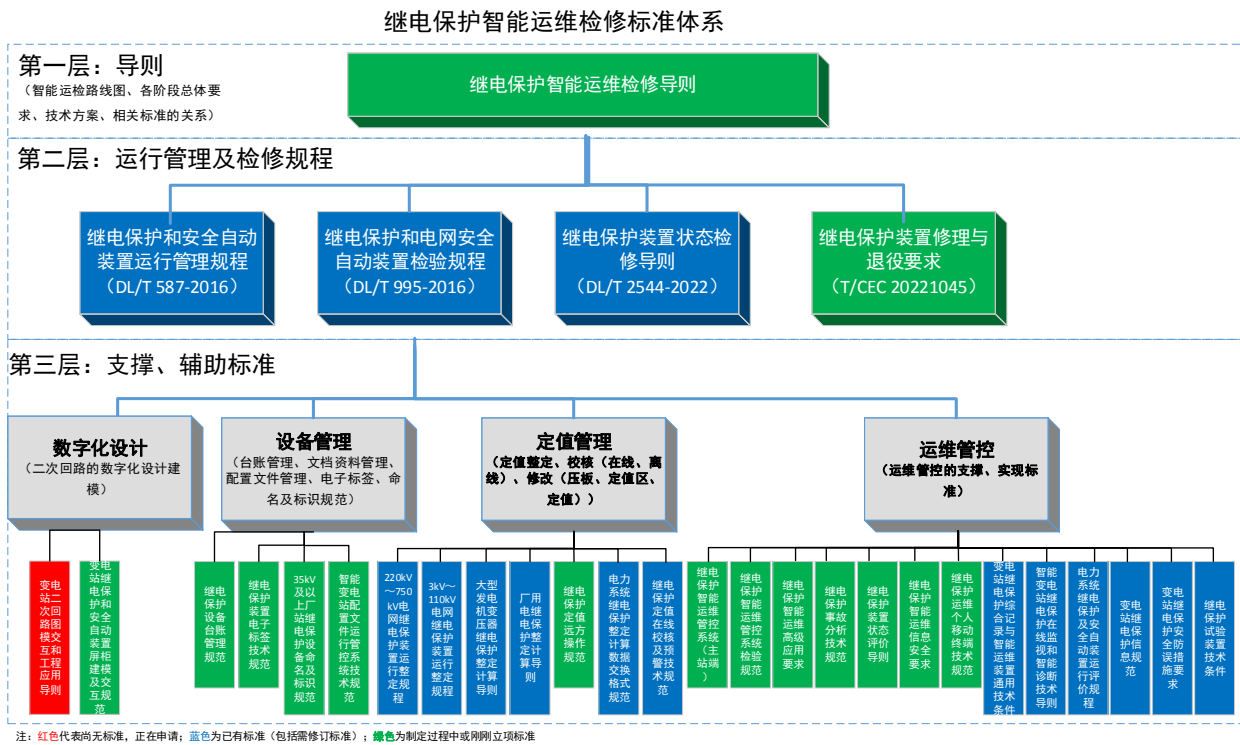 继电保护智能运维检修标准体系
第一层：导则
（智能运检路线图、各阶段总体要
求、技术方案、相关标准的关系）
继电保护智能运维检修导则
第二层：运行管理及检修规程
继电保护和安全自动
装置运行管理规程
（DL/T 587-2016）
继电保护和电网安全
自动装置检验规程
（DL/T 995-2016）
继电保护装置状态检
修导则
（DL/T 2544-2022）
继电保护装置修理与
退役要求
（T/CEC 20221045）
第三层：支撑、辅助标准
数字化设计
（二次回路的数字化设计建
模）
设备管理
（台账管理、文档资料管理、
配置文件管理、电子标签、命
名及标识规范）
定值管理
（定值整定、校核（在线、离
线）、修改（压板、定值区、
定值））
运维管控
（运维管控的支撑、实现标
准）
变电
站二
次回
路图
模交
互和
工程
应用
导则
变电
站继
电保
护和
安全
自动
装置
屏柜
建模
及交
互规
范
继电
保护
设备
台账
管理
规范
继电
保护
装置
电子
标签
技术
规范
35kV
及以
上厂
站继
电保
护设
备命
名及
标识
规范
智能
变电
站配
置文
件运
行管
控系
统技
术规
范
220kV
～750
kV电
网继
电保
护装
置运
行整
定规
程
3kV～
110kV
电网
继电
保护
装置
运行
整定
规程
大型
发电
机变
压器
继电
保护
整定
计算
导则
厂用
电继
电保
护整
定计
算导
则
继电
保护
定值
远方
操作
规范
电力
系统
继电
保护
整定
计算
数据
交换
格式
规范
继电
保护
定值
在线
校核
及预
警技
术规
范
继电
保护
智能
运维
管控
系统
（主
站端
）
继电
保护
智能
运维
管控
系统
检验
规范
继电
保护
智能
运维
高级
应用
要求
继电
保护
事故
分析
技术
规范
继电
保护
装置
状态
评价
导则
继电
保护
智能
运维
信息
安全
要求
继电
保护
运维
个人
移动
终端
技术
规范
变电
站继
电保
护综
合记
录与
智能
运维
装置
通用
技术
条件
智能
变电
站继
电保
护在
线监
视和
智能
诊断
技术
导则
电力
系统
继电
保护
及安
全自
动装
置运
行评
价规
程
变电
站继
电保
护信
息规
范
变电
站继
电保
护安
全防
误措
施要
求
继电
保护
试验
装置
技术
条件
注：红色代表尚无标准，正在申请；蓝色为已有标准（包括需修订标准）；绿色为制定过程中或刚刚立项标准